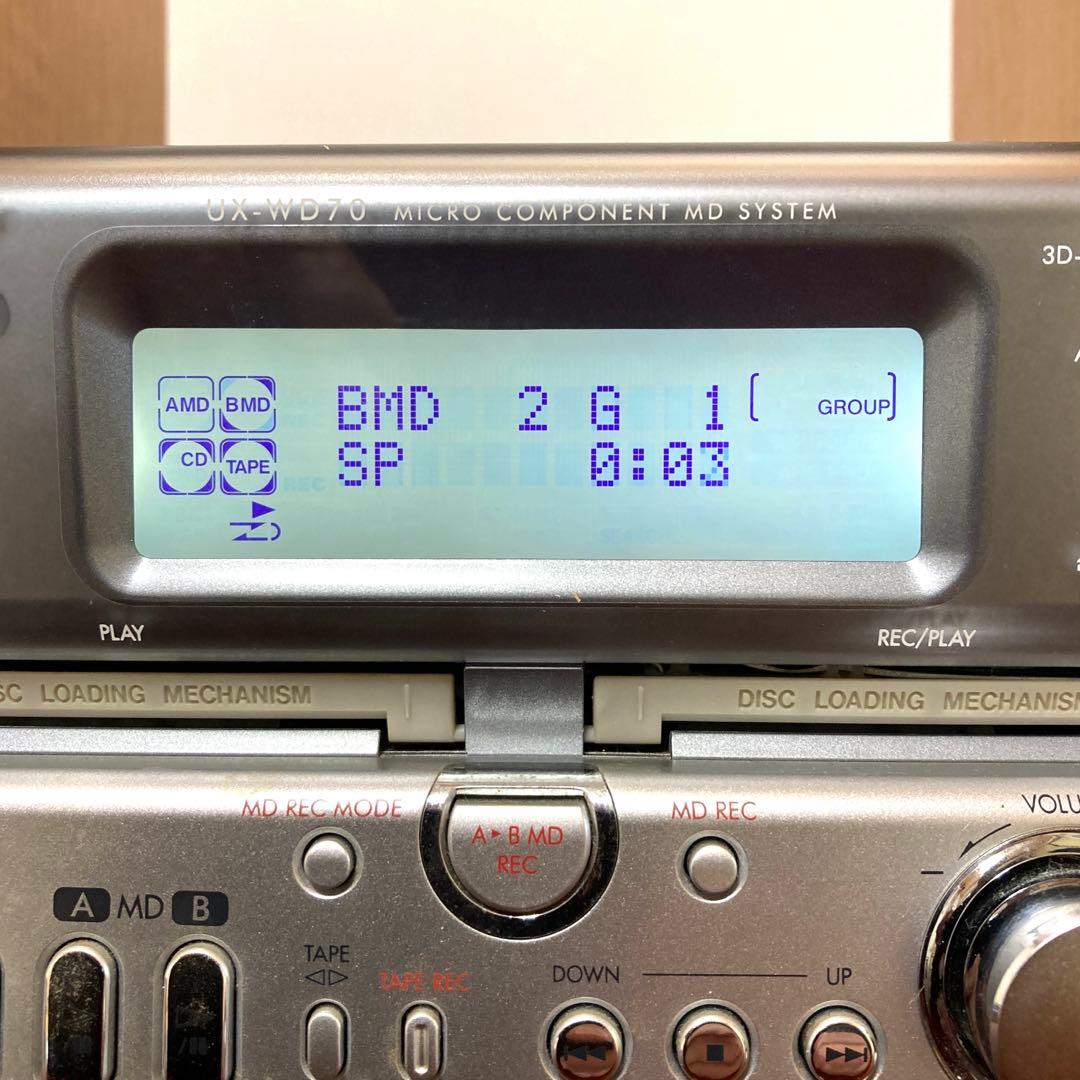 UX-WD70 MICRO COMPONENT MD SYSTEM
3D-
AMD BMD
BMD 2 G 1
GROUP
CD TAPE
SP 0:03
PLAY
REC/PLAY
SC LOADING MECHANISM
DISC LOADING MECHANISM
MD REC MODE
A▸B MD
REC
MD REC
VOLU
A MD B
TAPE
◁▷
TAPE REC
DOWN
UP